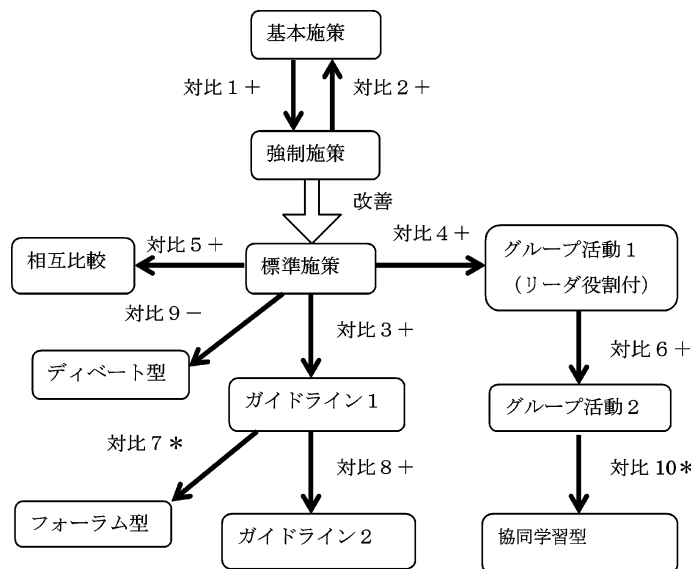 基本施策
対比１＋
対比２＋
強制施策
改善
対比５＋
対比４＋
相互比較
標準施策
グループ活動１
（リーダ役割付）
対比９－
対比３＋
対比６＋
ディベート型
ガイドライン１
グループ活動２
対比７＊
対比８＋
対比 10＊
フォーラム型
ガイドライン２
協同学習型